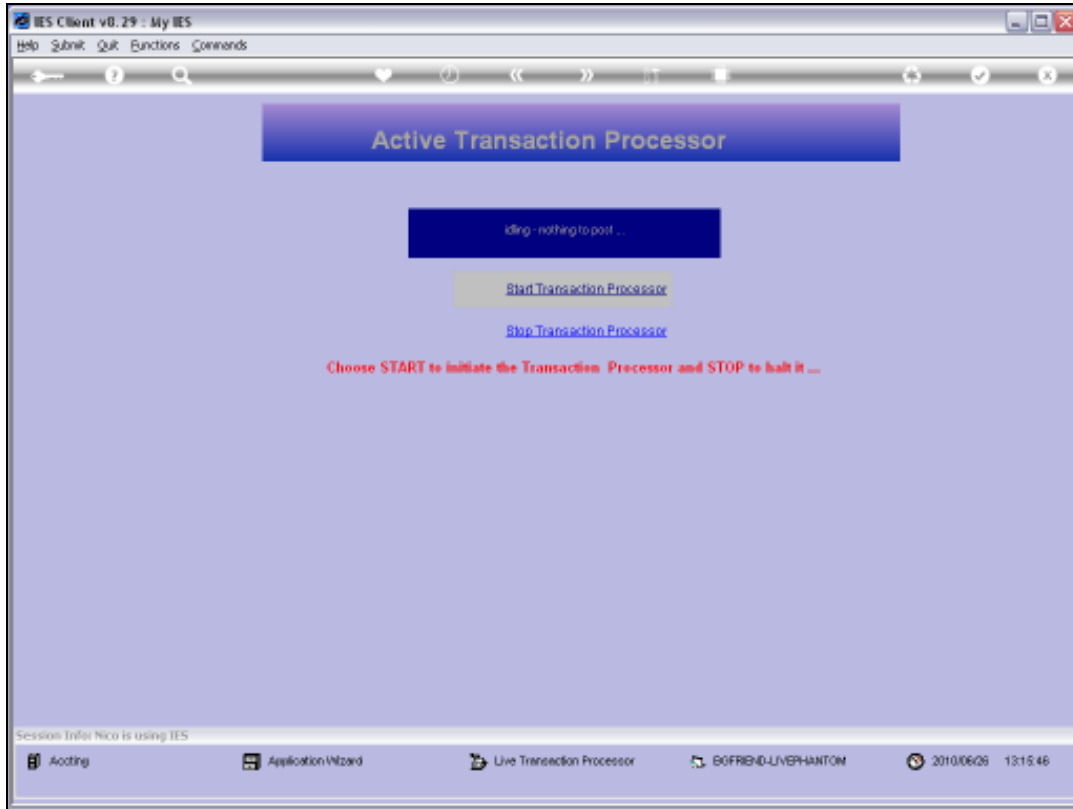 IES Client v8.29 : My IES
Help Submit Quit Functions Commands
Active Transaction Processor
idling - nothing to post ...
Start Transaction Processor
Stop Transaction Processor
Choose START to initiate the Transaction Processor and STOP to halt it ...
Session Info: Nico is using IES
Accting Application Wizard Live Transaction Processor BGFRIEND-LIVEPHANTOM 2010/06/26 13:15:46